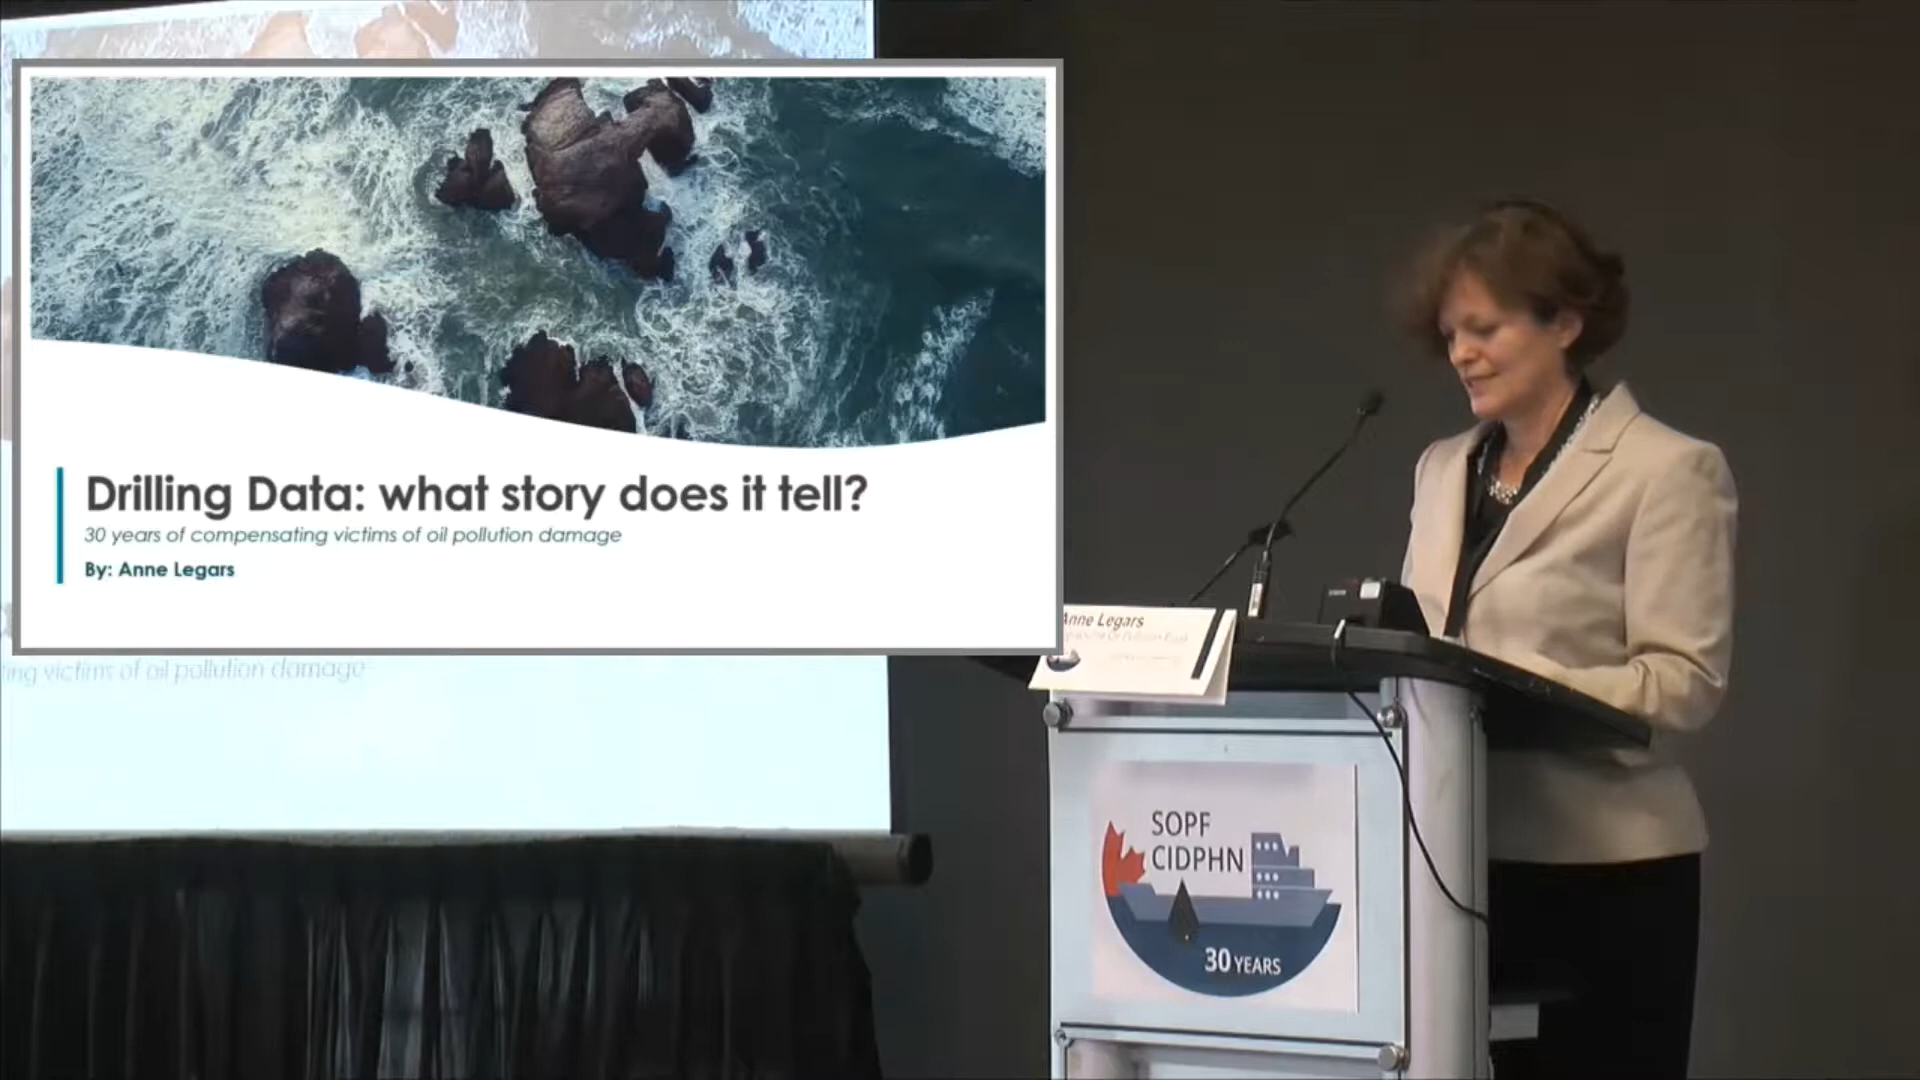 Drilling Data: what story does it tell?
30 years of compensating victims of oil pollution damage
By: Anne Legars
ting victims of oil pollution damage
Anne Legars
SOPF
CIDPHN
30 YEARS